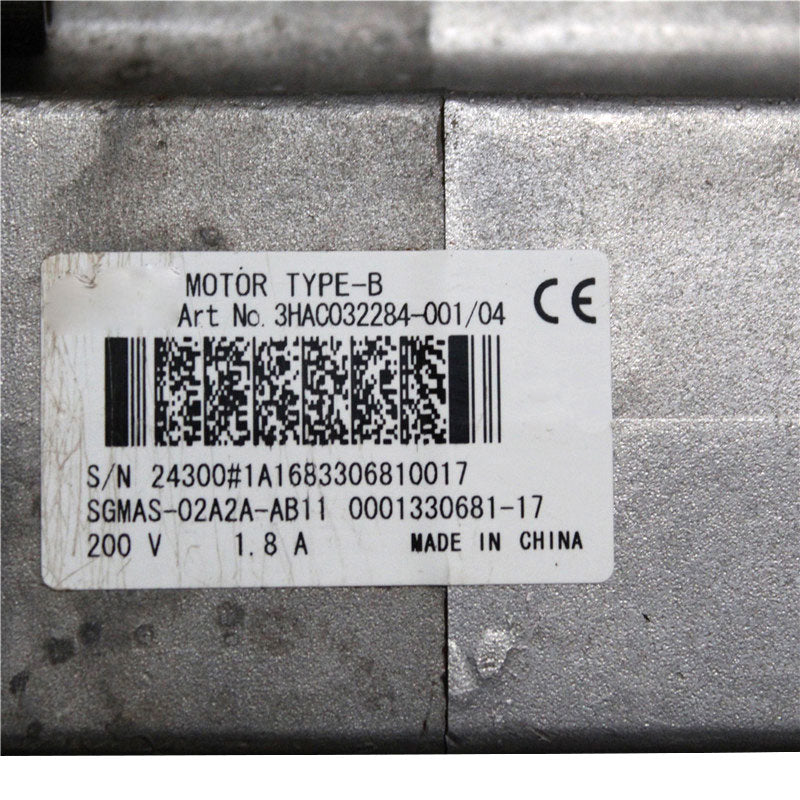 MOTOR TYPE-B
Art No. 3HAC032284-001/04
CE
S/N 24300#1A1683306810017
SGMAS-02A2A-AB11 0001330681-17
200 V 1.8 A MADE IN CHINA